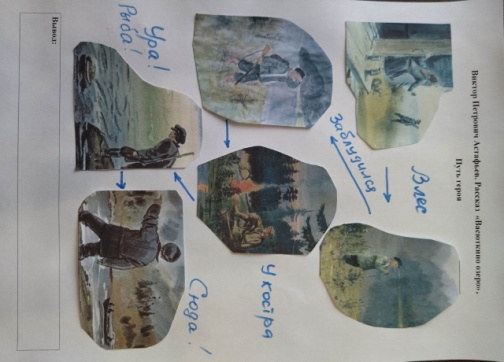 Виктор Петрович Астафьев. Рассказ «Васюткино озеро».
Путь героя
В лес
Заблудился
У костра
Ура!
Рыба!
Сюда!
Вывод: